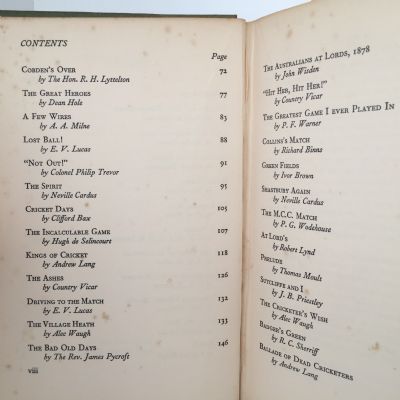 CONTENTS
Page
COBDEN'S OVER 72
by The Hon. R. H. Lyttelton
THE GREAT HEROES 77
by Dean Hole
A FEW WIRES 83
by A. A. Milne
LOST BALL! 88
by E. V. Lucas
"NOT OUT!" 91
by Colonel Philip Trevor
THE SPIRIT 95
by Neville Cardus
CRICKET DAYS 105
by Clifford Bax
THE INCALCULABLE GAME 107
by Hugh de Selincourt
KINGS OF CRICKET 118
by Andrew Lang
THE ASHES 126
by Country Vicar
DRIVING TO THE MATCH 132
by E. V. Lucas
THE VILLAGE HEATH 133
by Alec Waugh
THE BAD OLD DAYS 146
by The Rev. James Pycroft
viii
THE AUSTRALIANS AT LORDS, 1878
by John Wisden
"HIT HER, HIT HER!"
by Country Vicar
THE GREATEST GAME I EVER PLAYED IN
by P. F. Warner
COLLINS'S MATCH
by Richard Binns
GREEN FIELDS
by Ivor Brown
SHASTBURY AGAIN
by Neville Cardus
THE M.C.C. MATCH
by P. G. Wodehouse
AT LORD'S
by Robert Lynd
PRELUDE
by Thomas Moult
SUTCLIFFE AND I
by J. B. Priestley
THE CRICKETER'S WISH
by Alec Waugh
BADGER'S GREEN
by R. C. Sherriff
BALLADE OF DEAD CRICKETERS
by Andrew Lang